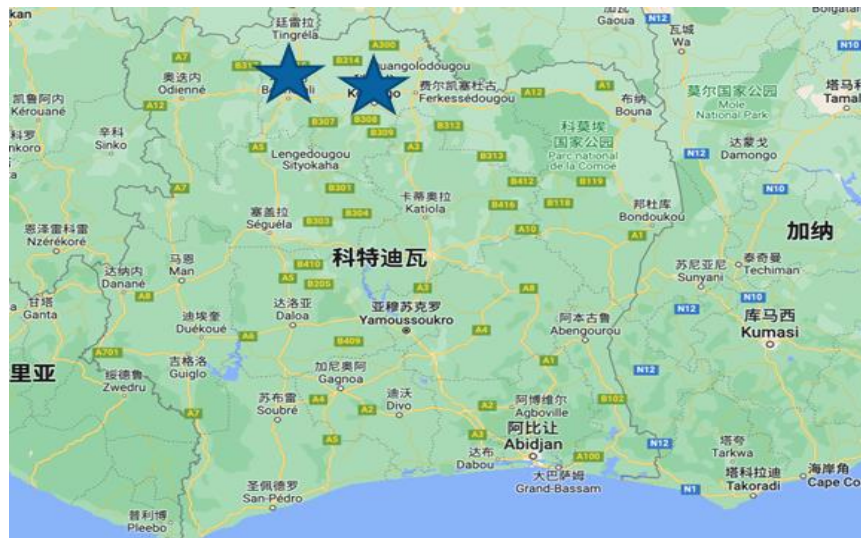 廷雷拉
Tingréla
A300
B314
加瓦
Gaoua
N12
瓦城
Wa
奥迭内
Odienné
A12
费尔凯塞杜古
Ferkessédougou
A12
A1
布纳
Bouna
莫尔国家公园
Mole
National Park
凯鲁阿内
Kérouané
辛科
Sinko
B307
B308
B309
B312
A3
A5
Lengedougou
Sityokaha
B313
科莫埃
国家公园
Parc national
de la Comoé
达蒙戈
Damongo
N12
A7
B301
B412
B119
N10
卡蒂奥拉
Katiola
B416
B118
邦杜库
Bondoukou
塞盖拉
Séguéla
B303
B304
A10
A1
恩泽雷科雷
Nzérékoré
马恩
Man
科特迪瓦
加纳
B410
A5
B305
A3
A8
苏尼亚尼
Sunyani
泰奇曼
Techiman
N10
达纳内
Danané
A8
甘塔
Ganta
迪埃奎
Duékoué
达洛亚
Daloa
A6
亚穆苏克罗
Yamoussoukro
A4
阿本古鲁
Abengourou
库马西
Kumasi
B409
A701
吉格洛
Guiglo
里亚
绥德鲁
Zwedru
加尼奥阿
Gagnoa
A1
N12
A7
苏布雷
Soubré
A4
A2
迪沃
Divo
阿博维尔
Agboville
B102
A5
A3
A2
阿比让
Abidjan
达布
Dabou
A100
N12
塔夸
Tarkwa
大巴萨姆
Grand-Bassam
圣佩德罗
San-Pédro
N1
塔科拉迪
Takoradi
海岸角
Cape Co
普利博
Pleebo